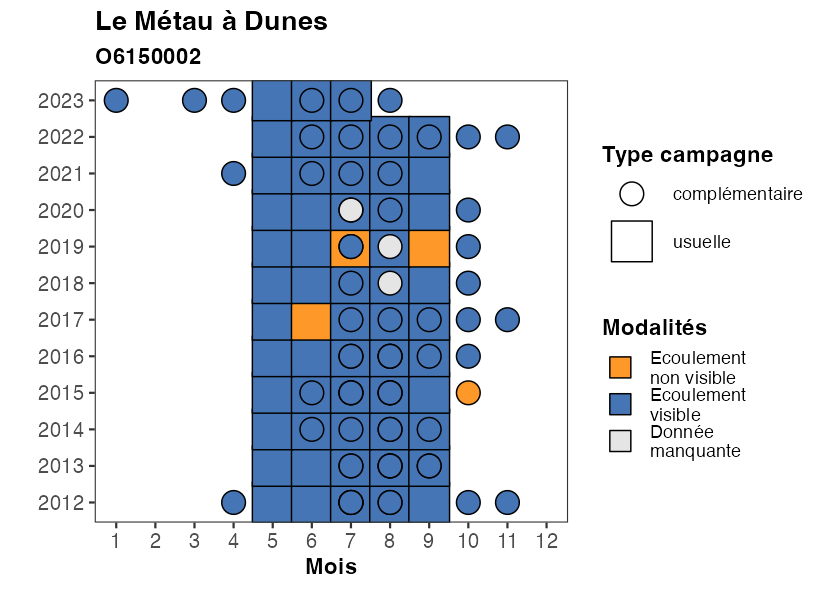 Le Métau à Dunes
O6150002
2023
2022
2021
2020
2019
2018
2017
2016
2015
2014
2013
2012
1 2 3 4 5 6 7 8 9 10 11 12
Mois
Type campagne
complémentaire
usuelle
Modalités
Ecoulement
non visible
Ecoulement
visible
Donnée
manquante